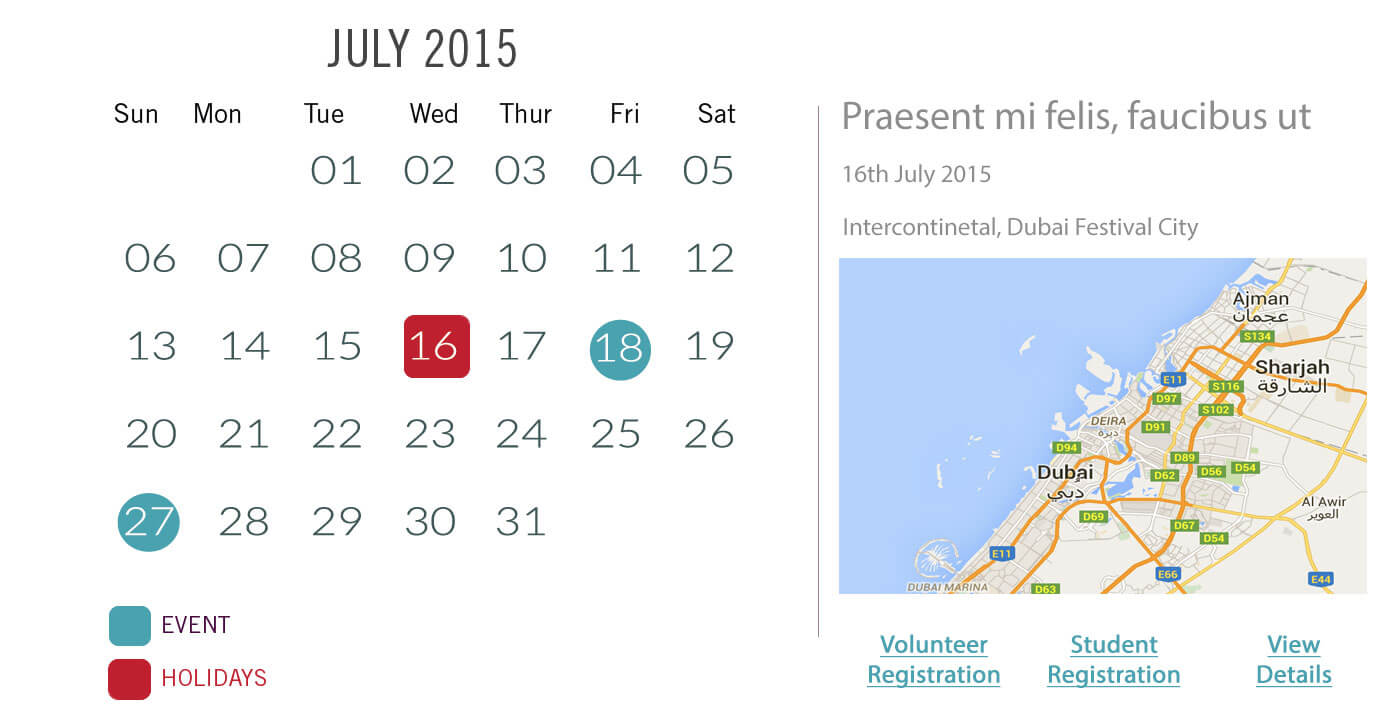 JULY 2015
Sun Mon Tue Wed Thur Fri Sat
01 02 03 04 05
06 07 08 09 10 11 12
13 14 15 16 17 18 19
20 21 22 23 24 25 26
27 28 29 30 31
EVENT
HOLIDAYS
Praesent mi felis, faucibus ut
16th July 2015
Intercontinetal, Dubai Festival City
Ajman
عجمان
S134
Sharjah
الشارقة
E11
S116
D97
S102
DEIRA
ديرة
D91
D94
D89
D56
D54
D62
Dubai
دبي
Al Awir
العوير
D69
D67
D54
E11
E66
E44
DUBAI MARINA
D63
Volunteer
Registration
Student
Registration
View
Details